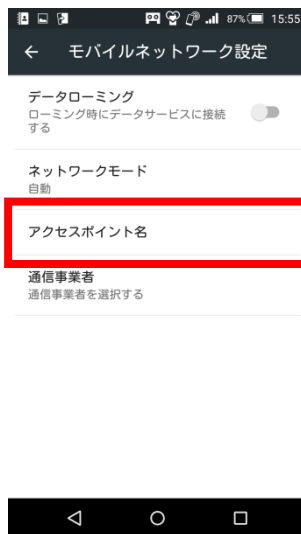 87% 15:55
モバイルネットワーク設定
データローミング
ローミング時にデータサービスに接続
する
ネットワークモード
自動
アクセスポイント名
通信事業者
通信事業者を選択する